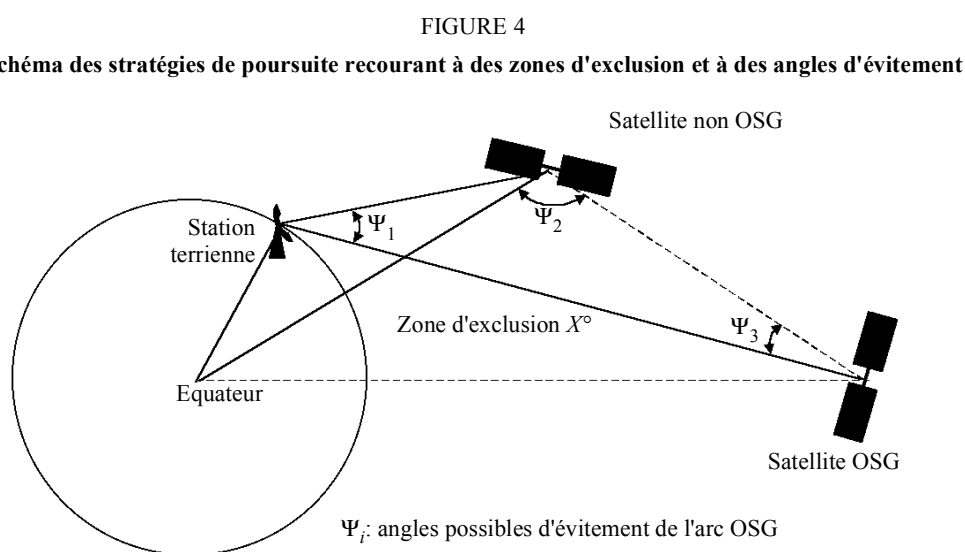 FIGURE 4
chéma des stratégies de poursuite recourant à des zones d'exclusion et à des angles d'évitement
Satellite non OSG
Station
terrienne
Ψ1
Ψ2
Zone d'exclusion X°
Ψ3
Equateur
Satellite OSG
Ψi: angles possibles d'évitement de l'arc OSG